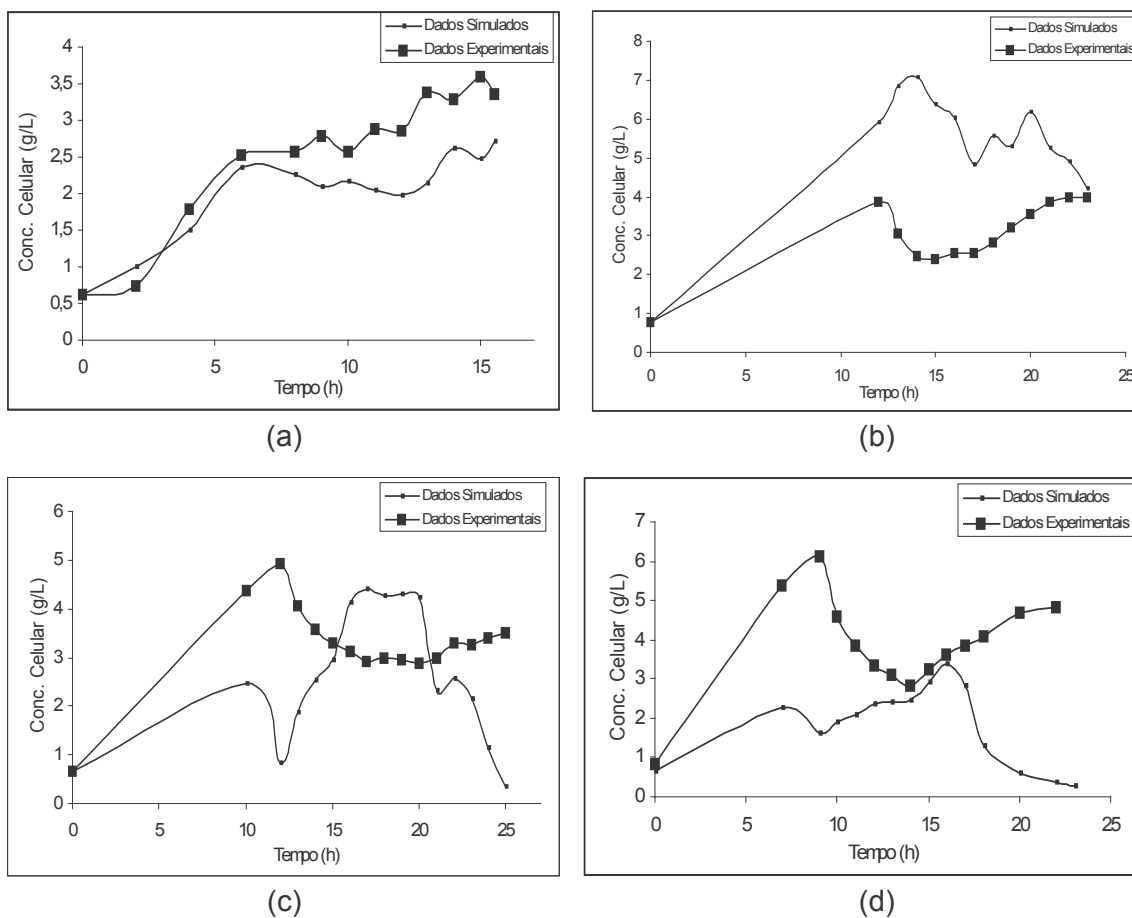 Dados Simulados
Dados Experimentais
Conc. Celular (g/L)
4
3,5
3
2,5
2
1,5
1
0,5
0
0 5 10 15
Tempo (h)
(a)
Dados Simulados
Dados Experimentais
Conc. Celular (g/L)
8
7
6
5
4
3
2
1
0
0 5 10 15 20 25
Tempo (h)
(b)
Dados Simulados
Dados Experimentais
Conc. Celular (g/L)
6
5
4
3
2
1
0
0 5 10 15 20 25
Tempo (h)
(c)
Dados Simulados
Dados Experimentais
Conc. Celular (g/L)
7
6
5
4
3
2
1
0
0 5 10 15 20 25
Tempo (h)
(d)